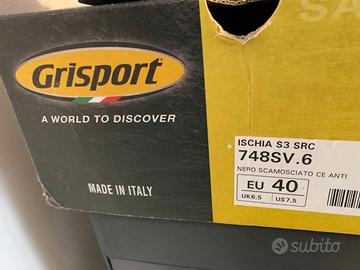 SA
Grisport
A WORLD TO DISCOVER
MADE IN ITALY
ISCHIA S3 SRC
748SV.6
NERO SCAMOSCIATO CE ANTI
EU 40
UK6,5 US7.5
subito